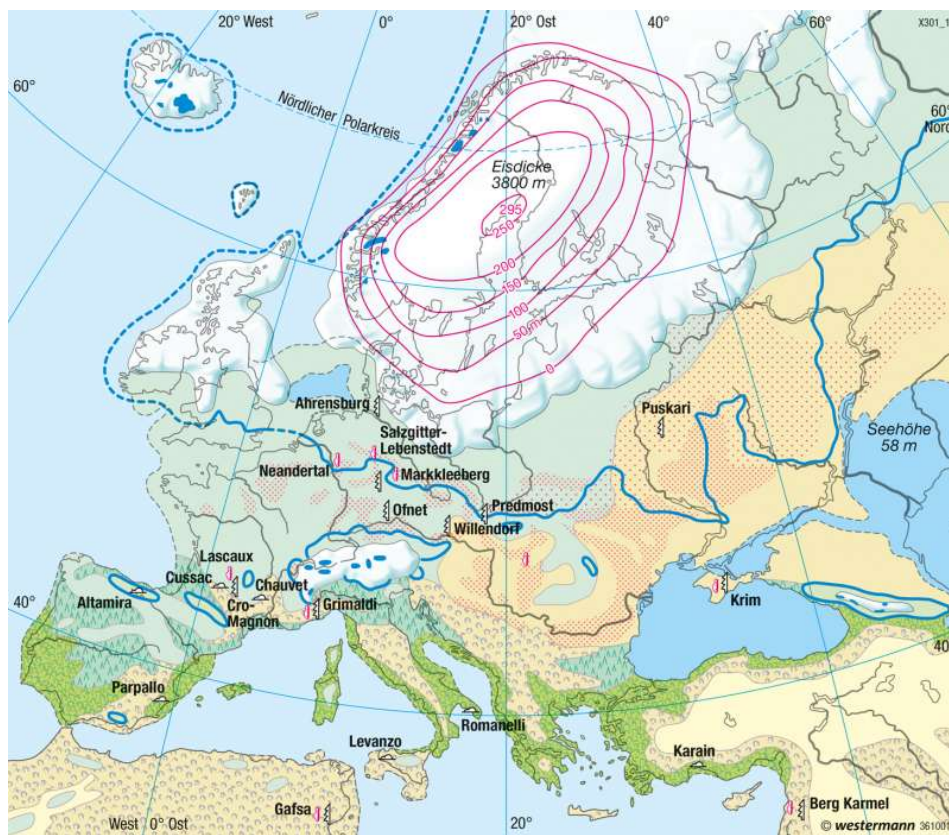 20° West
0°
20° Ost
40°
60°
X301_1
60°
Nördlicher Polarkreis
60°
Nord
Eisdicke
3800 m
295
250
200
150
100
50 m
0
Ahrensburg
Salzgitter-
Lebenstedt
Neandertal
Markkleeberg
Puskari
Seehöhe
58 m
Ofnet
Predmost
Willendorf
Lascaux
Cussac
Chauvet
Altamira
Cro-
Magnon
Grimaldi
Krim
40°
40°
Parpallo
Romanelli
Levanzo
Karain
Gafsa
Berg Karmel
West 0° Ost
20°
© westermann